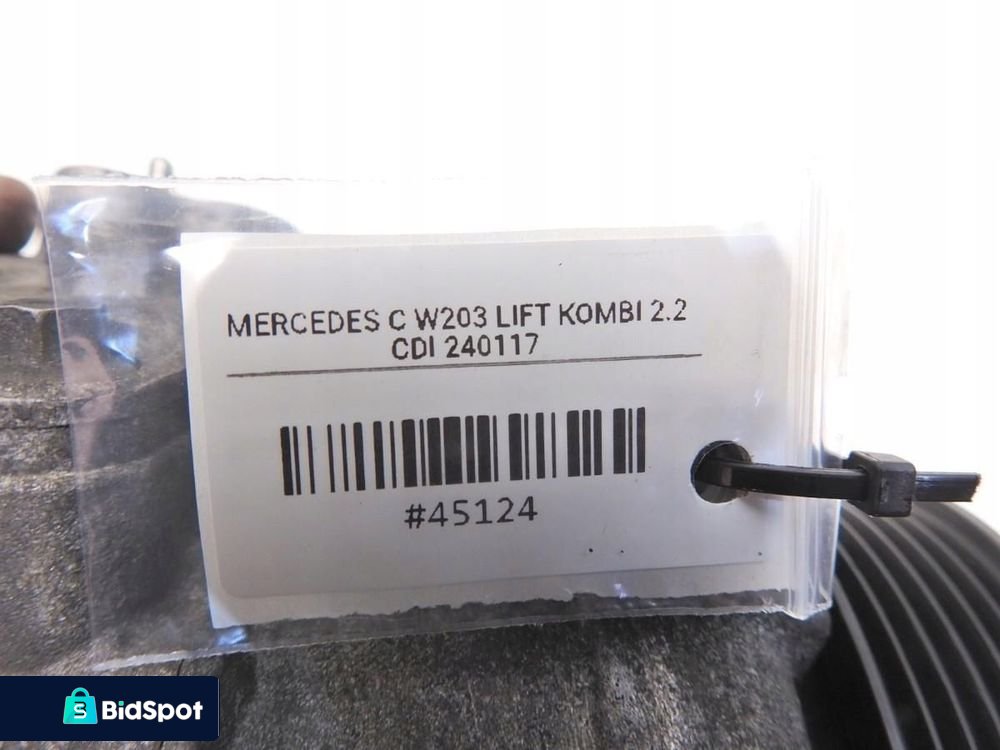 MERCEDES C W203 LIFT KOMBI 2.2
CDI 240117
#45124
BidSpot